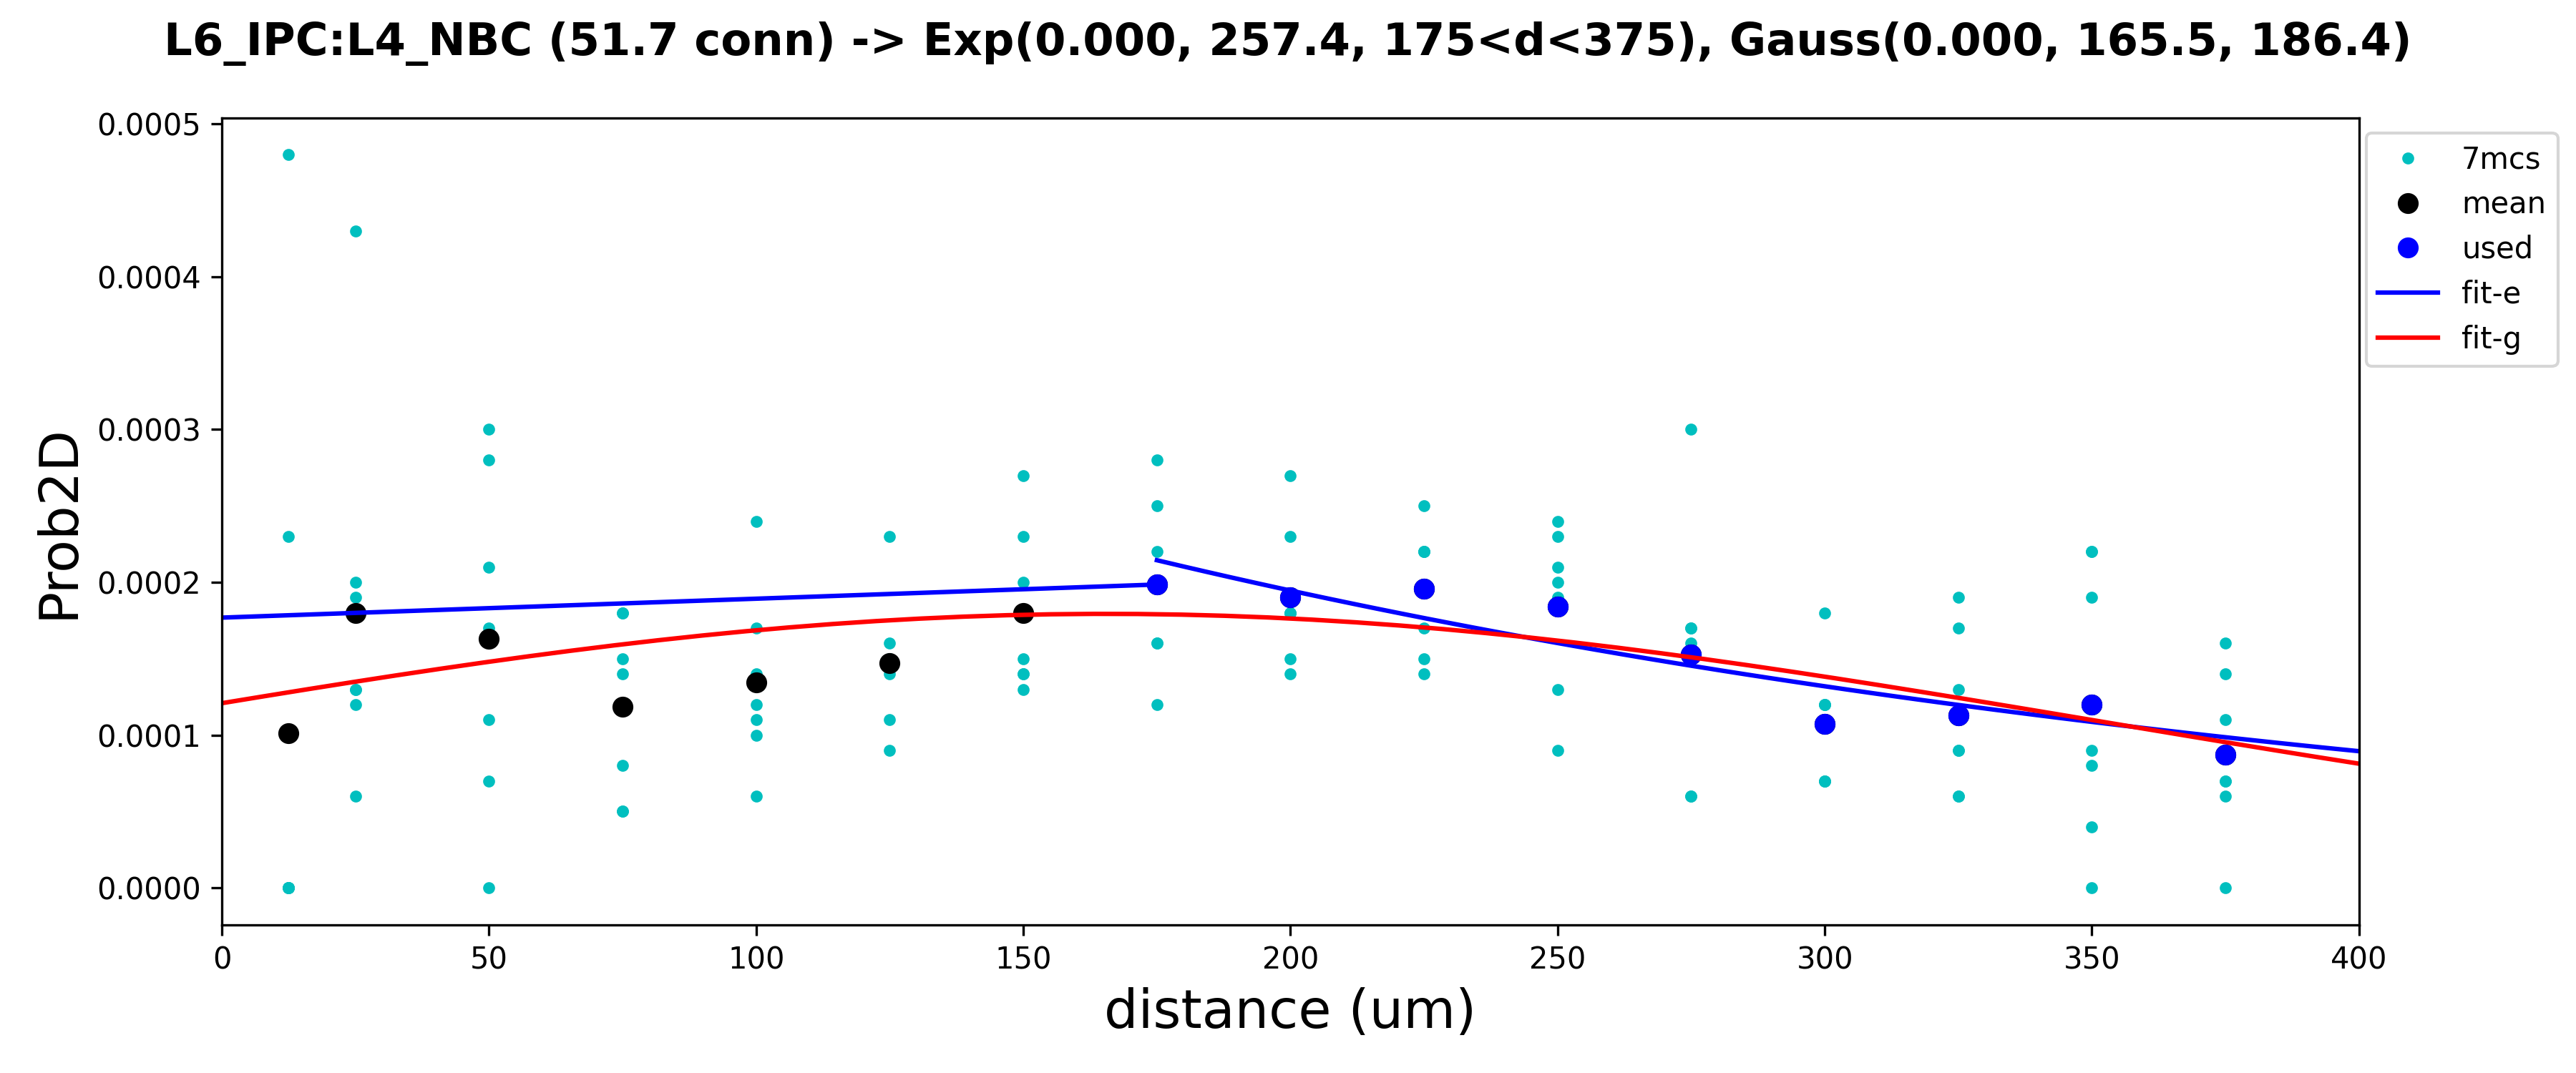 L6_IPC:L4_NBC (51.7 conn) -> Exp(0.000, 257.4, 175<d<375), Gauss(0.000, 165.5, 186.4)
0.0005
0.0004
0.0003
0.0002
0.0001
0.0000
Prob2D
0 50 100 150 200 250 300 350 400
distance (um)
7mcs
mean
used
fit-e
fit-g